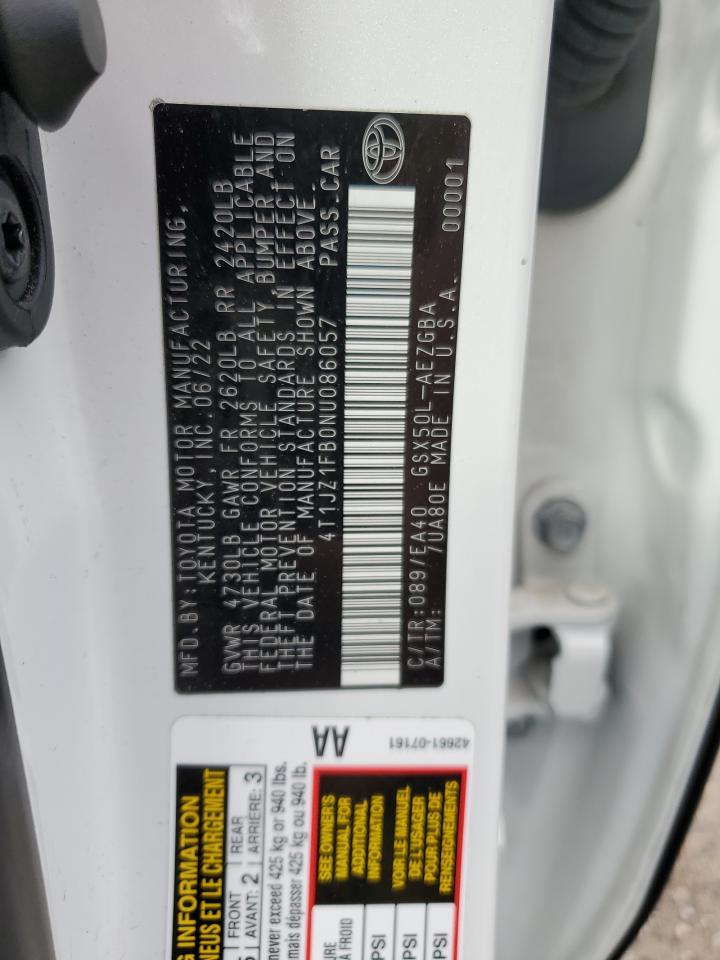 MFD. BY: TOYOTA MOTOR MANUFACTURING,
KENTUCKY, INC. 06/22
GVWR 4730LB GAWR FR 2620LB RR 2420LB
THIS VEHICLE CONFORMS TO ALL APPLICABLE
FEDERAL MOTOR VEHICLE SAFETY, BUMPER AND
THEFT PREVENTION STANDARDS IN EFFECT ON
THE DATE OF MANUFACTURE SHOWN ABOVE.
4T1JZ1FB0NU086057 PASS. CAR
C/TR:089/EA40 GSX50L-AEZGBA
A/TM: 7UA80E MADE IN U.S.A. 00001
AA
42661-07161
INFORMATION
PNEUS ET LE CHARGEMENT
FRONT REAR
AVANT: 2 ARRIÈRE: 3
never exceed 425 kg or 940 lbs.
mais dépasser 425 kg ou 940 lb.
SEE OWNER'S
MANUAL FOR
ADDITIONAL
INFORMATION
VOIR LE MANUEL
DE L'USAGER
POUR PLUS DE
RENSEIGNEMENTS
A FROID
PSI
PSI
PSI